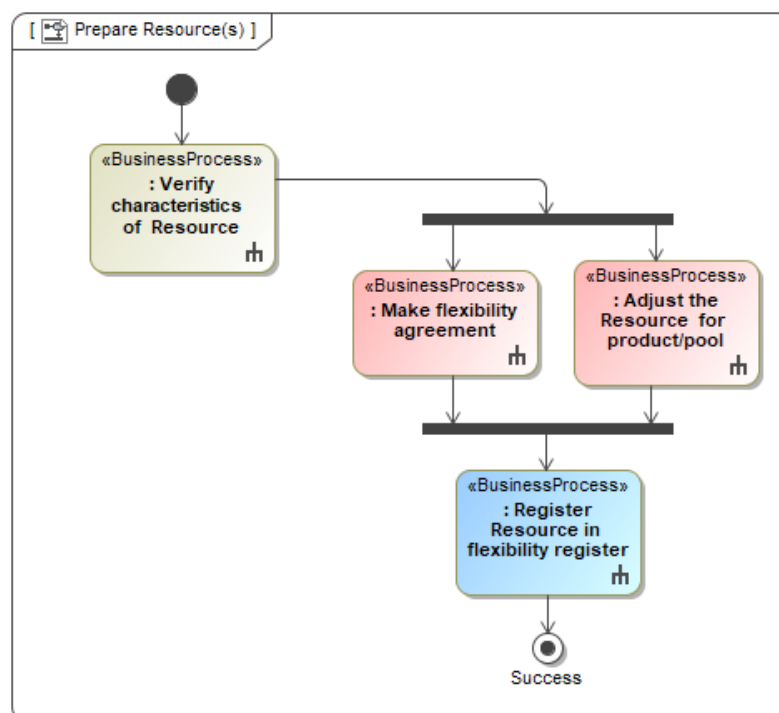 [ Prepare Resource(s) ]
«BusinessProcess»
: Verify
characteristics
of Resource
«BusinessProcess»
: Make flexibility
agreement
«BusinessProcess»
: Adjust the
Resource for
product/pool
«BusinessProcess»
: Register
Resource in
flexibility register
Success